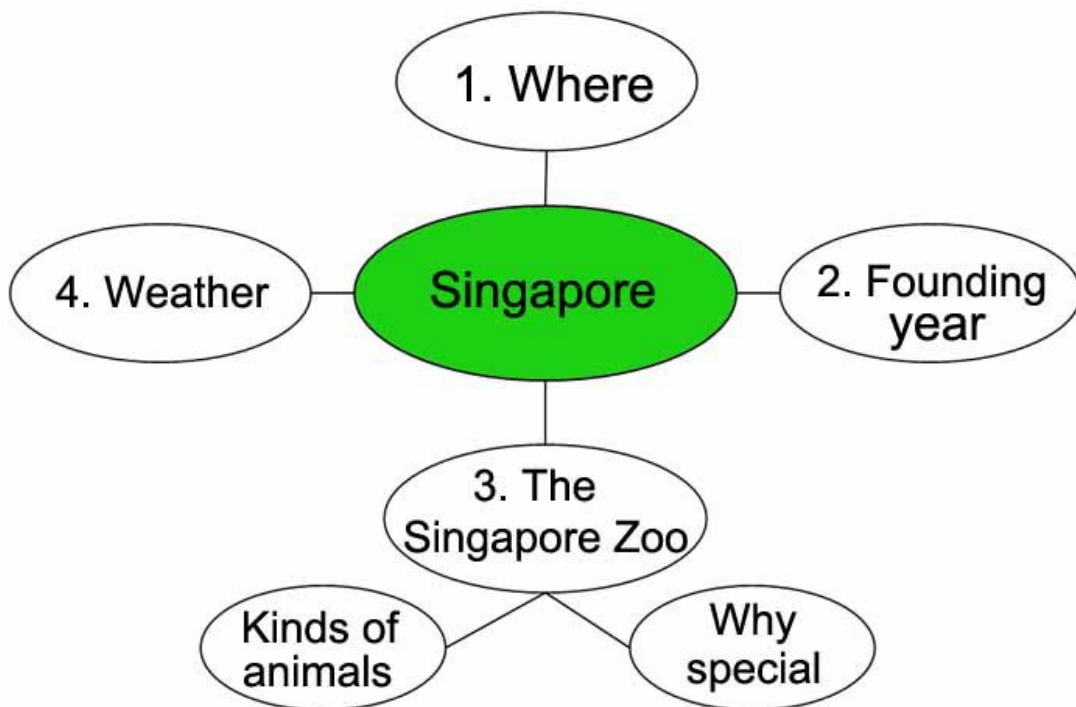 1. Where
4. Weather
Singapore
2. Founding
year
3. The
Singapore Zoo
Kinds of
animals
Why
special